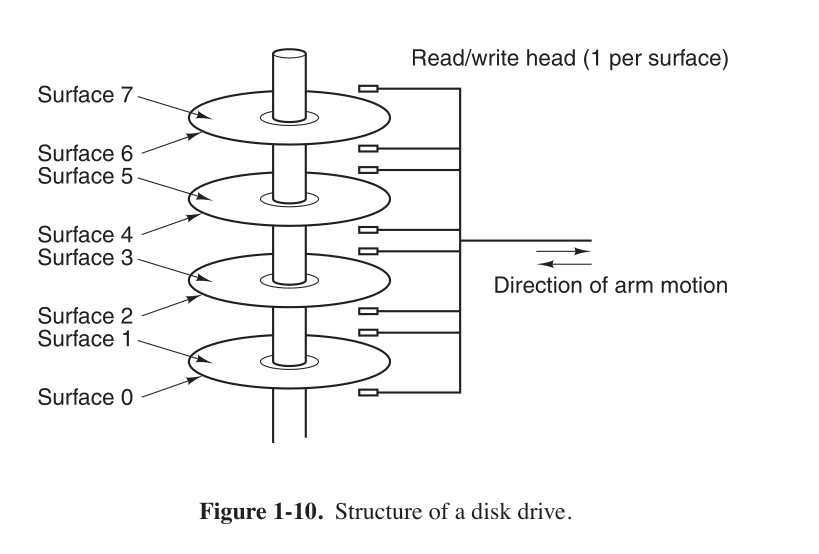 Read/write head (1 per surface)
Surface 7
Surface 6
Surface 5
Surface 4
Surface 3
Surface 2
Surface 1
Surface 0
Direction of arm motion
Figure 1-10. Structure of a disk drive.